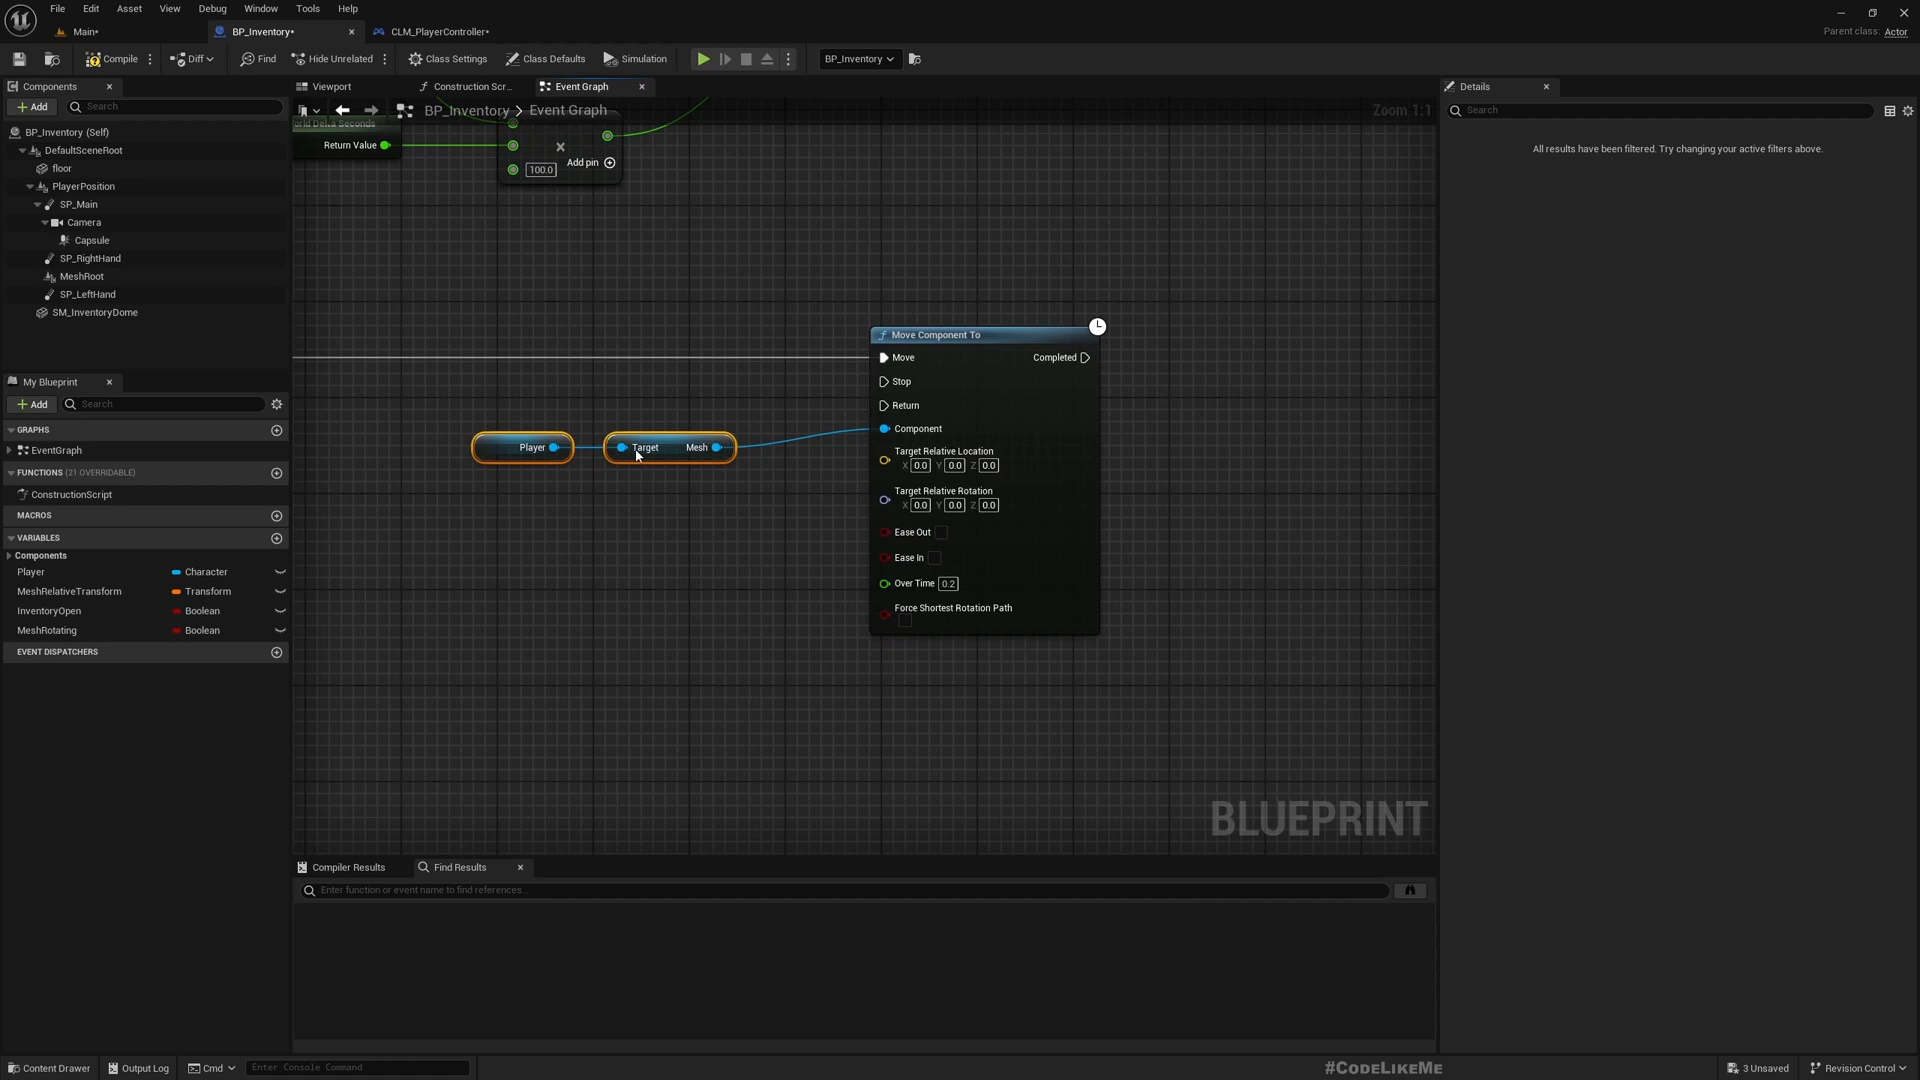 File Edit Asset View Debug Window Tools Help
Main* BP_Inventory* CLM_PlayerController*
Parent class: Actor
Compile Diff Find Hide Unrelated Class Settings Class Defaults Simulation BP_Inventory
Components
Add Search
BP_Inventory (Self)
DefaultSceneRoot
floor
PlayerPosition
SP_Main
Camera
Capsule
SP_RightHand
MeshRoot
SP_LeftHand
SM_InventoryDome
My Blueprint
Add Search
GRAPHS
EventGraph
FUNCTIONS (21 OVERRIDABLE)
ConstructionScript
MACROS
VARIABLES
Components
Player Character
MeshRelativeTransform Transform
InventoryOpen Boolean
MeshRotating Boolean
EVENT DISPATCHERS
Viewport Construction Scr... Event Graph
BP_Inventory > Event Graph
Zoom 1:1
Delta Seconds
Return Value
100.0
Add pin
Player
Target Mesh
Move Component To
Move Completed
Stop
Return
Component
Target Relative Location
X 0.0 Y 0.0 Z 0.0
Target Relative Rotation
X 0.0 Y 0.0 Z 0.0
Ease Out
Ease In
Over Time 0.2
Force Shortest Rotation Path
BLUEPRINT
Compiler Results Find Results
Enter function or event name to find references...
Details
Search
All results have been filtered. Try changing your active filters above.
Content Drawer Output Log Cmd Enter Console Command
#CodeLikeMe
3 Unsaved Revision Control